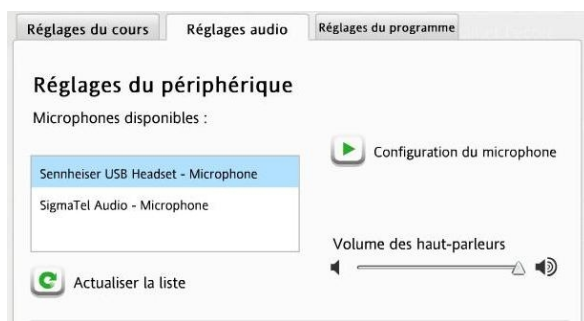 Réglages du cours
Réglages audio
Réglages du programme
Réglages du périphérique
Microphones disponibles :
Sennheiser USB Headset - Microphone
SigmaTel Audio - Microphone
Actualiser la liste
Configuration du microphone
Volume des haut-parleurs